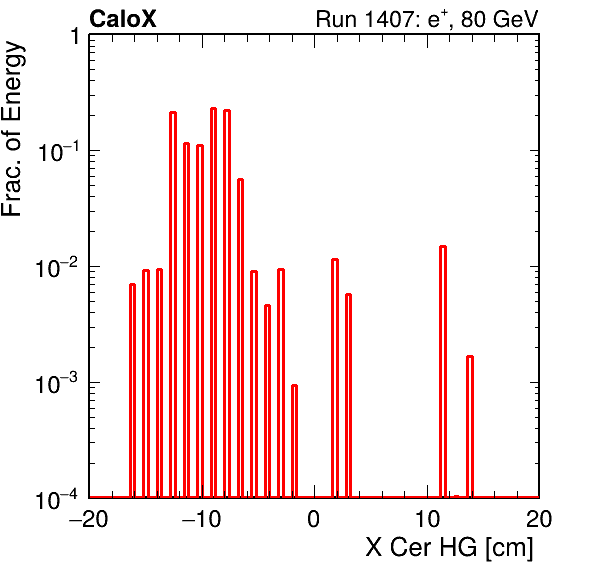 CaloX Run 1407: e⁺, 80 GeV
Frac. of Energy
1
10⁻¹
10⁻²
10⁻³
10⁻⁴
−20 −10 0 10 20
X Cer HG [cm]